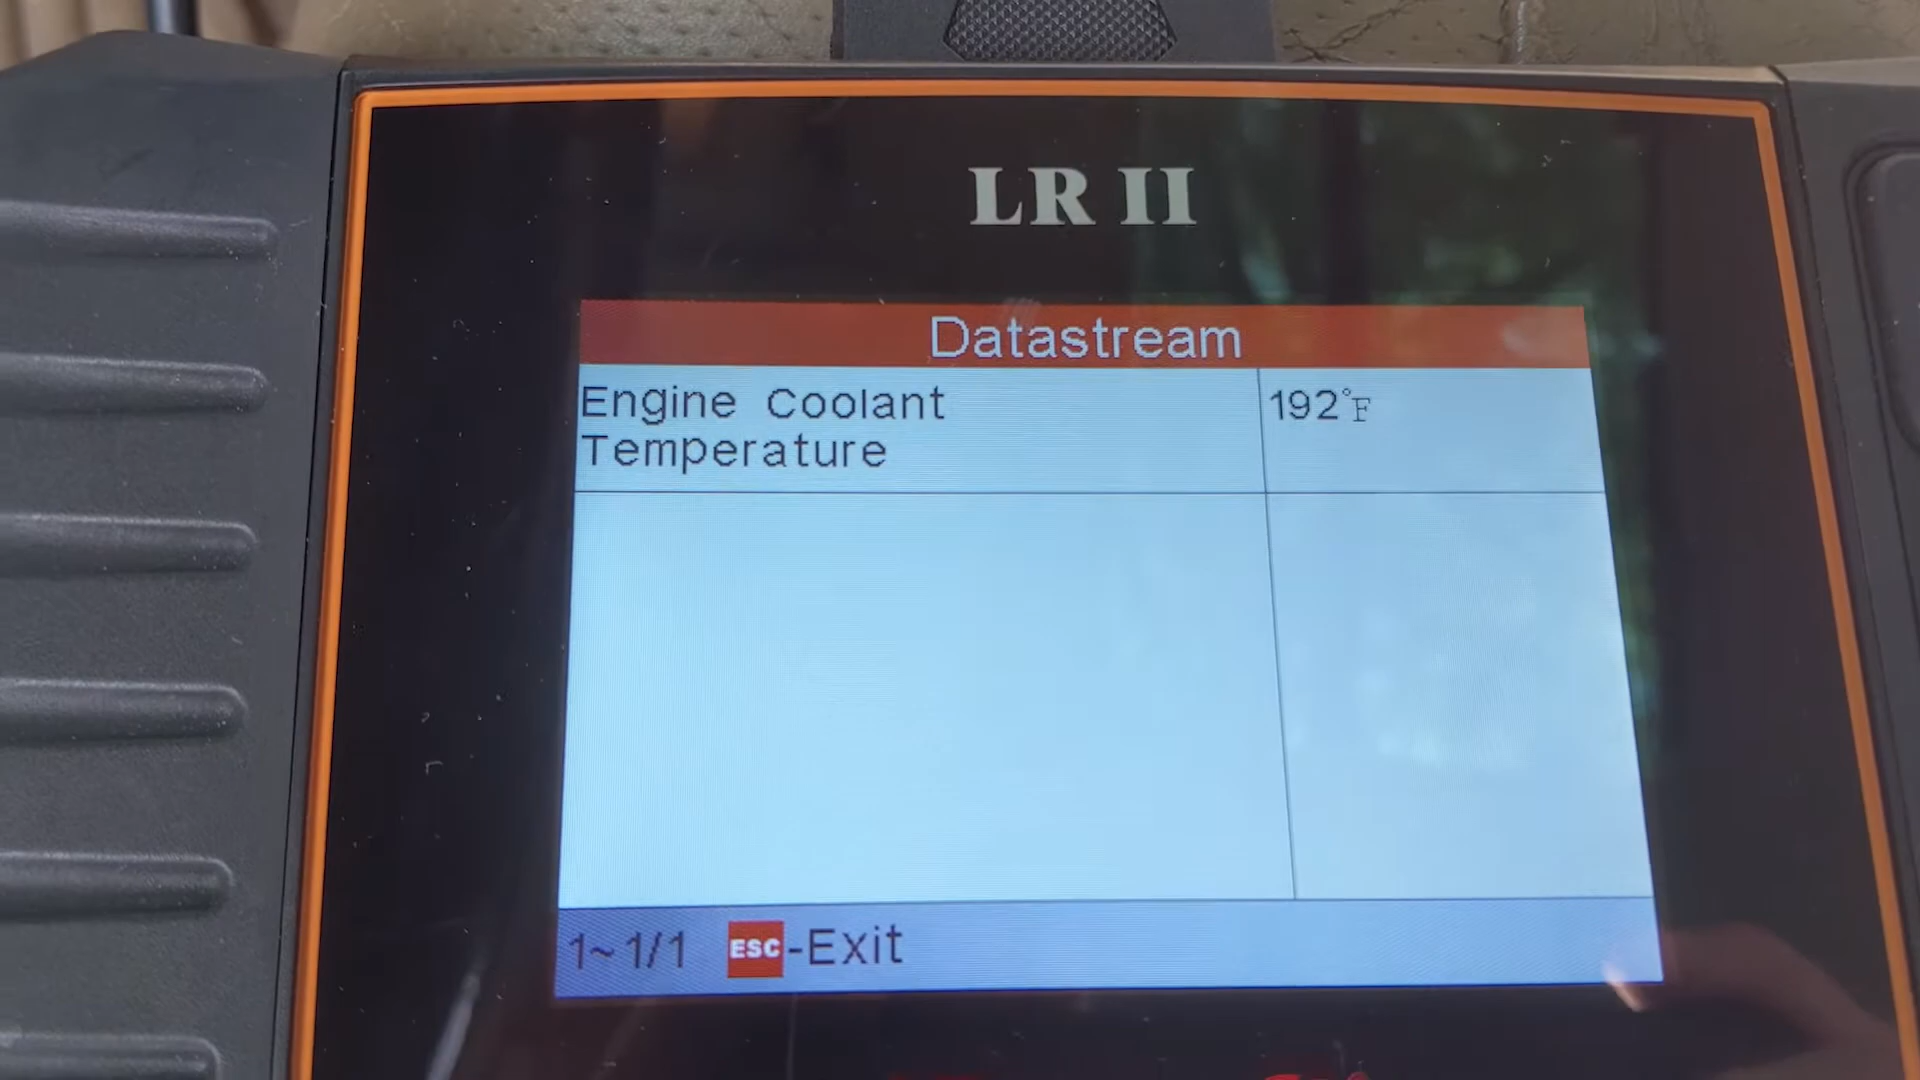 LR II
Datastream
Engine Coolant 192°F
Temperature
1~1/1 ESC-Exit